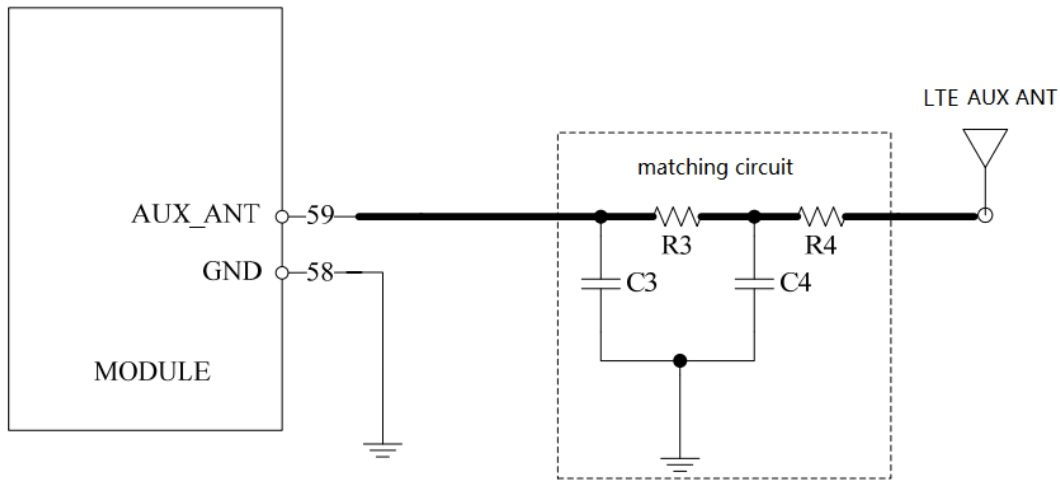 LTE AUX ANT
matching circuit
AUX_ANT 59
R3 R4
GND 58
C3 C4
MODULE